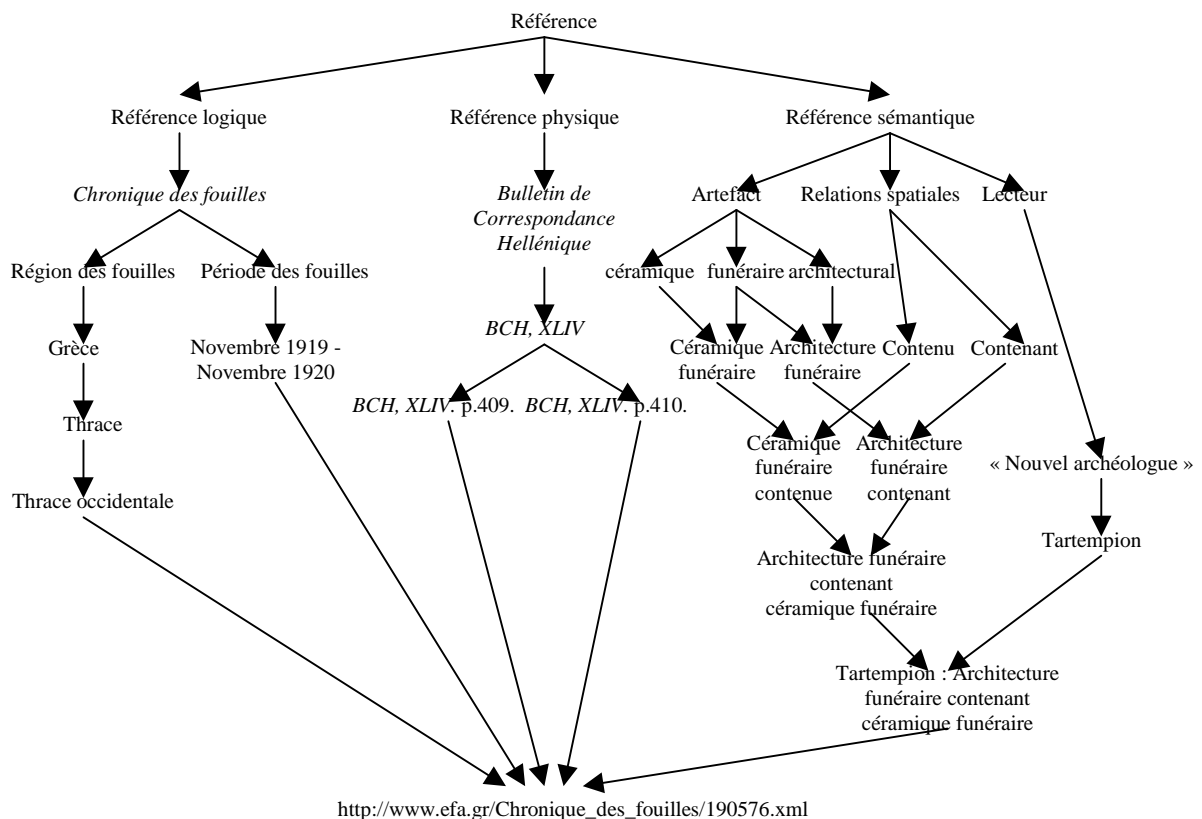 Référence
Référence logique
Référence physique
Référence sémantique
Chronique des fouilles
Bulletin de
Correspondance
Hellénique
Artefact
Relations spatiales
Lecteur
Région des fouilles
Période des fouilles
céramique
funéraire
architectural
Grèce
Novembre 1919 -
Novembre 1920
BCH, XLIV
Céramique
funéraire
Architecture
funéraire
Contenu
Contenant
BCH, XLIV. p.409.
BCH, XLIV. p.410.
Thrace
Céramique
funéraire
contenue
Architecture
funéraire
contenant
« Nouvel archéologue »
Thrace occidentale
Tartempion
Architecture funéraire
contenant
céramique funéraire
Tartempion : Architecture
funéraire contenant
céramique funéraire
http://www.efa.gr/Chronique_des_fouilles/190576.xml